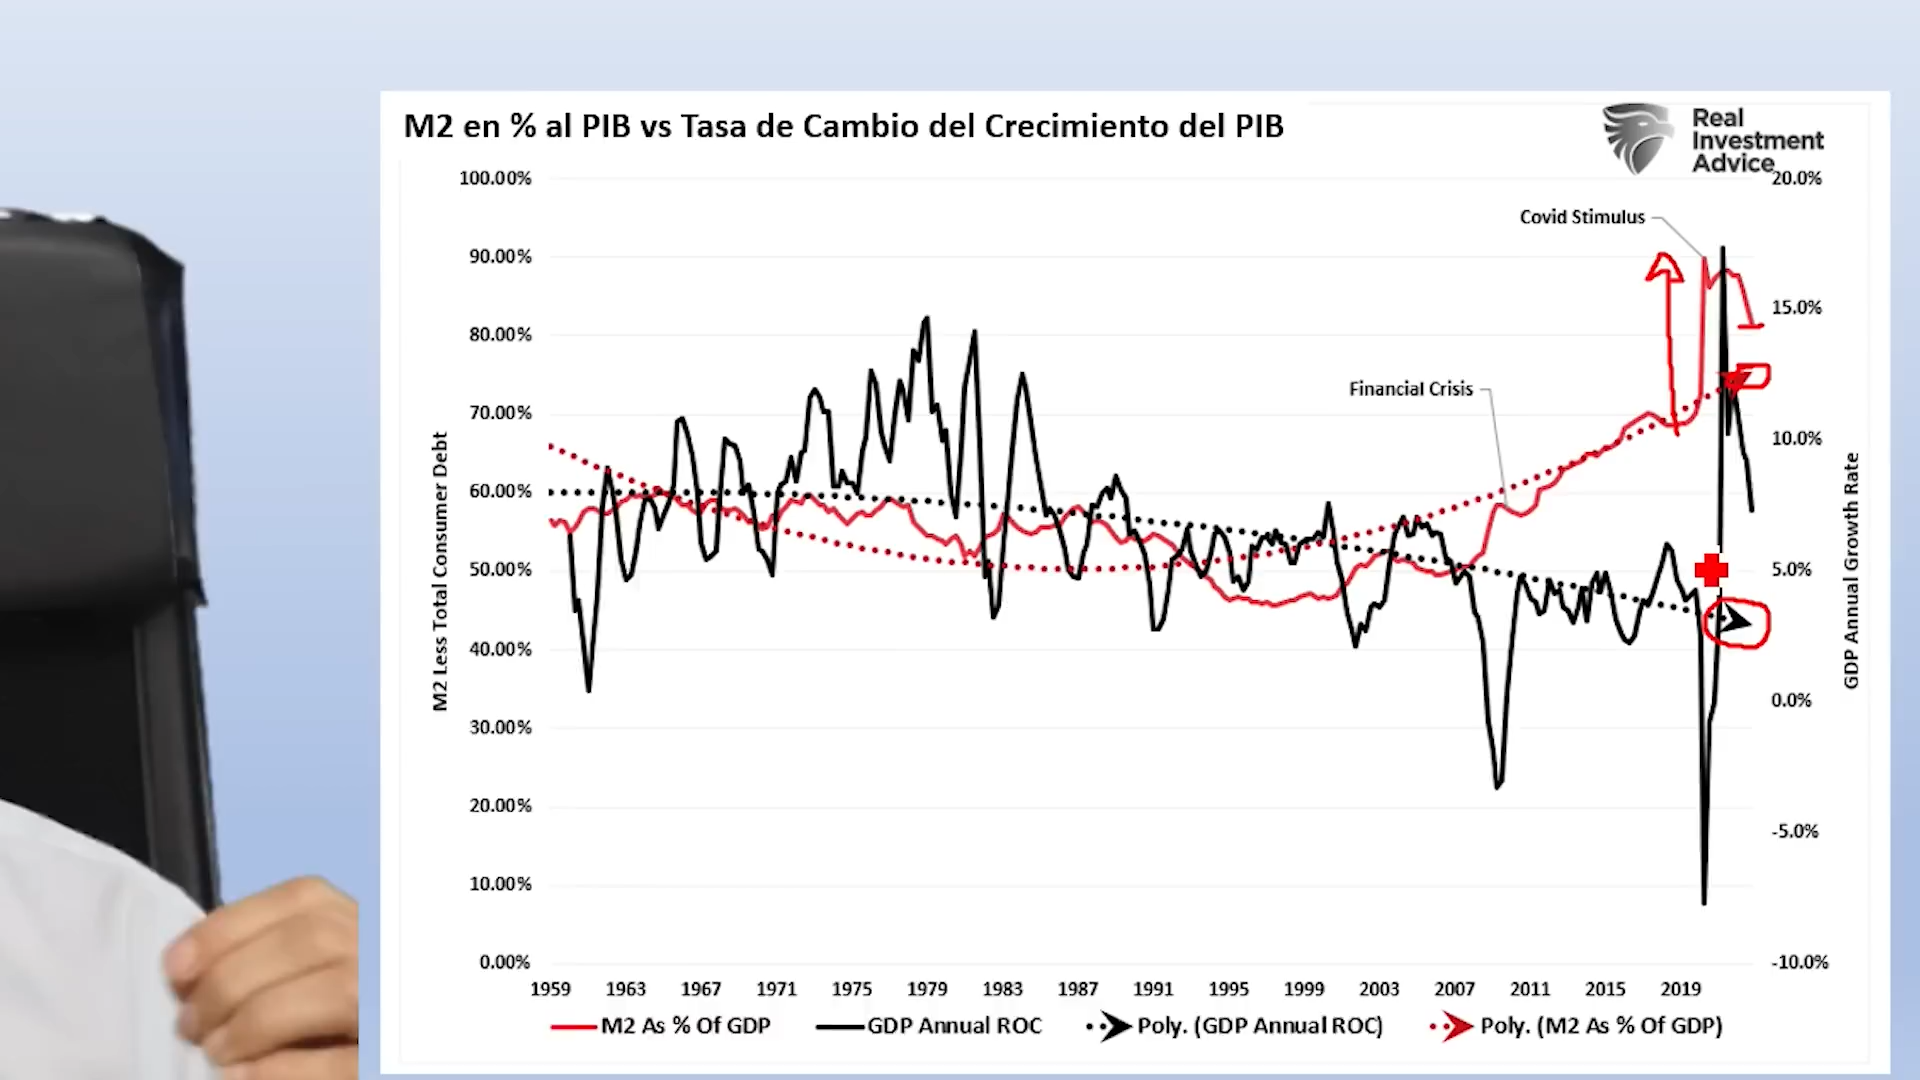 M2 en % al PIB vs Tasa de Cambio del Crecimiento del PIB
Real
Investment
Advice
100.00%
90.00%
80.00%
70.00%
60.00%
50.00%
40.00%
30.00%
20.00%
10.00%
0.00%
M2 Less Total Consumer Debt
Covid Stimulus
Financial Crisis
20.0%
15.0%
10.0%
5.0%
0.0%
-5.0%
-10.0%
GDP Annual Growth Rate
1959 1963 1967 1971 1975 1979 1983 1987 1991 1995 1999 2003 2007 2011 2015 2019
M2 As % Of GDP GDP Annual ROC Poly. (GDP Annual ROC) Poly. (M2 As % Of GDP)